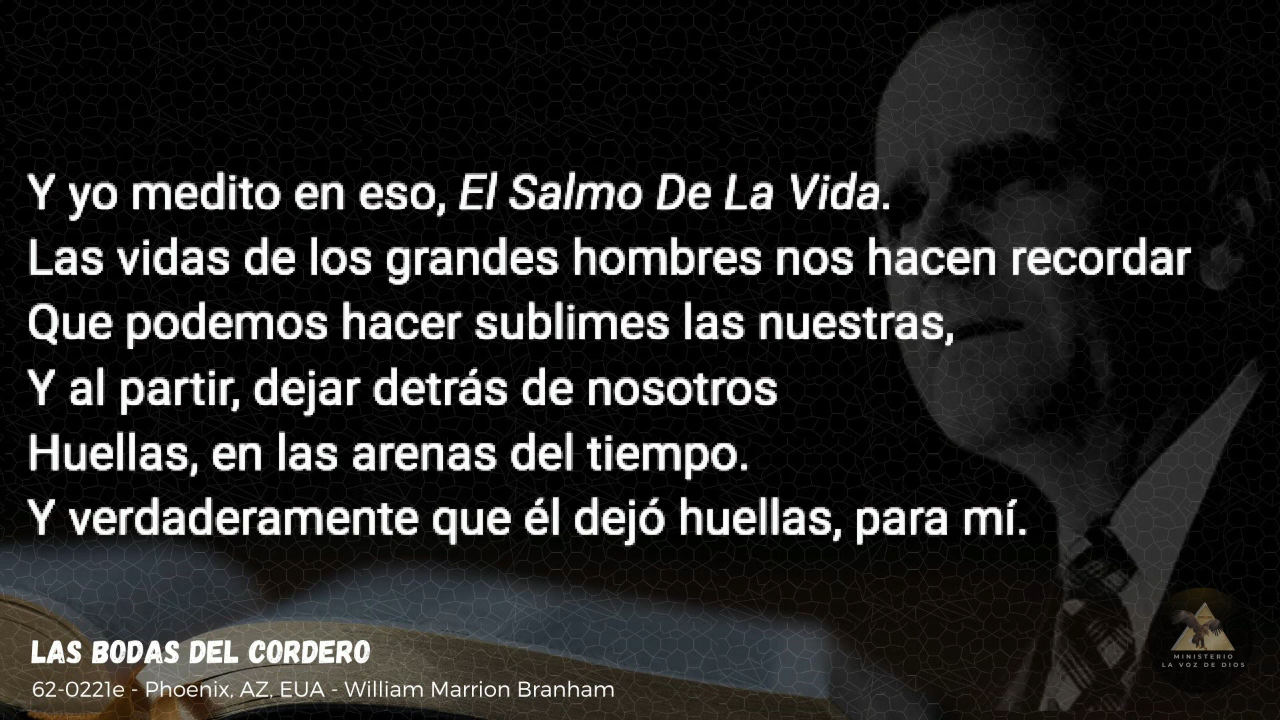 Y yo medito en eso, El Salmo De La Vida.
Las vidas de los grandes hombres nos hacen recordar
Que podemos hacer sublimes las nuestras,
Y al partir, dejar detrás de nosotros
Huellas, en las arenas del tiempo.
Y verdaderamente que él dejó huellas, para mí.
LAS BODAS DEL CORDERO
62-0221e - Phoenix, AZ, EUA - William Marrion Branham
MINISTERIO
LA VOZ DE DIOS